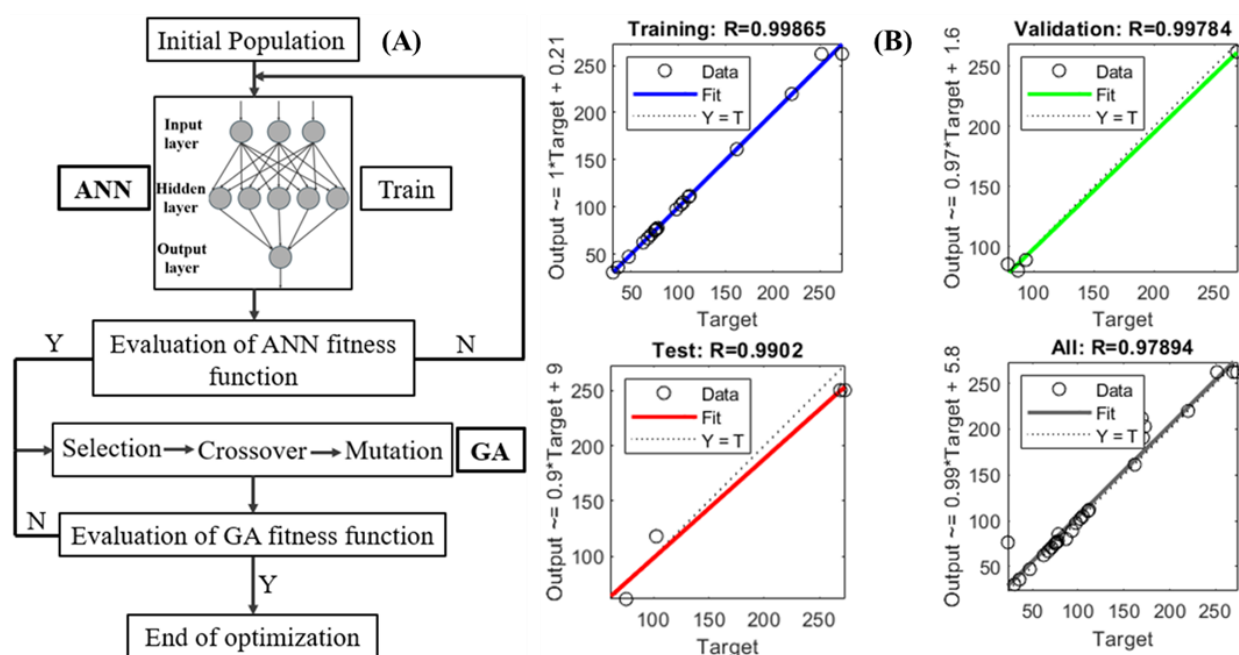 Initial Population
(A)
Input
layer
ANN
Hidden
layer
Train
Output
layer
Y
Evaluation of ANN fitness
function
N
Selection
Crossover
Mutation
GA
N
Evaluation of GA fitness function
Y
End of optimization
(B)
Training: R=0.99865
Output ~= 1*Target + 0.21
250
200
150
100
50
Data
Fit
Y = T
50
100
150
200
250
Target
Validation: R=0.99784
Output ~= 0.97*Target + 1.6
250
200
150
100
Data
Fit
Y = T
100
150
200
250
Target
Test: R=0.9902
Output ~= 0.9*Target + 9
250
200
150
100
Data
Fit
Y = T
100
150
200
250
Target
All: R=0.97894
Output ~= 0.99*Target + 5.8
250
200
150
100
50
Data
Fit
Y = T
50
100
150
200
250
Target